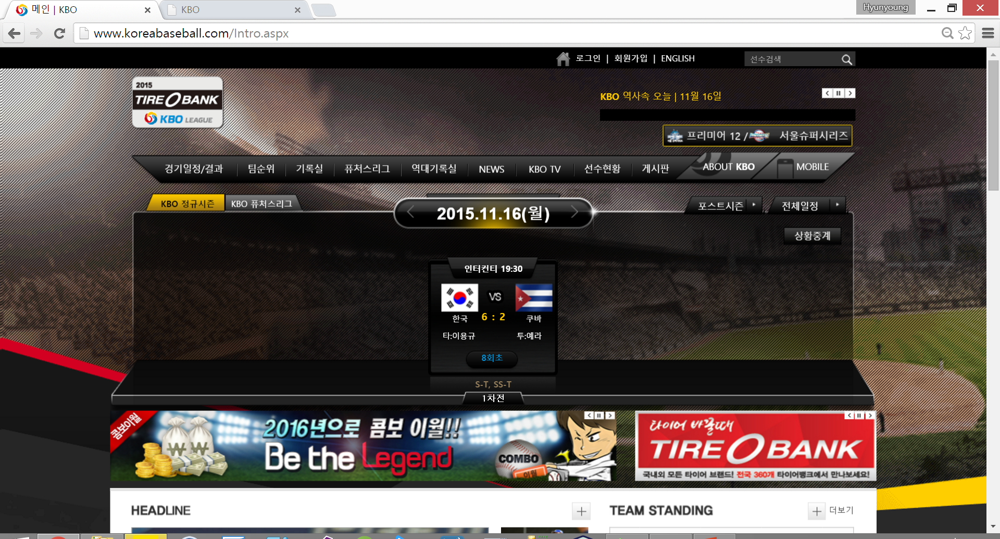 메인 | KBO
KBO
Hyunyoung
www.koreabaseball.com/Intro.aspx
로그인 | 회원가입 | ENGLISH
선수검색
2015
TIRE BANK
KBO LEAGUE
KBO 역사속 오늘 | 11월 16일
프리미어 12 / 서울슈퍼시리즈
경기일정/결과 팀순위 기록실 퓨처스리그 역대기록실 NEWS KBO TV 선수현황 게시판 ABOUT KBO MOBILE
KBO 정규시즌 KBO 퓨처스리그
2015.11.16(월)
포스트시즌 전체일정
상황중계
인터컨티 19:30
VS
한국 6 : 2 쿠바
타:이용규 투:예라
8회초
S-T, SS-T
1차전
콤보이월
2016년으로 콤보 이월!!
Be the Legend
COMBO
이월
타이어 바꿀때
TIRE BANK
국내외 모든 타이어 브랜드! 전국 360개 타이어뱅크에서 만나보세요!
HEADLINE
TEAM STANDING
더보기